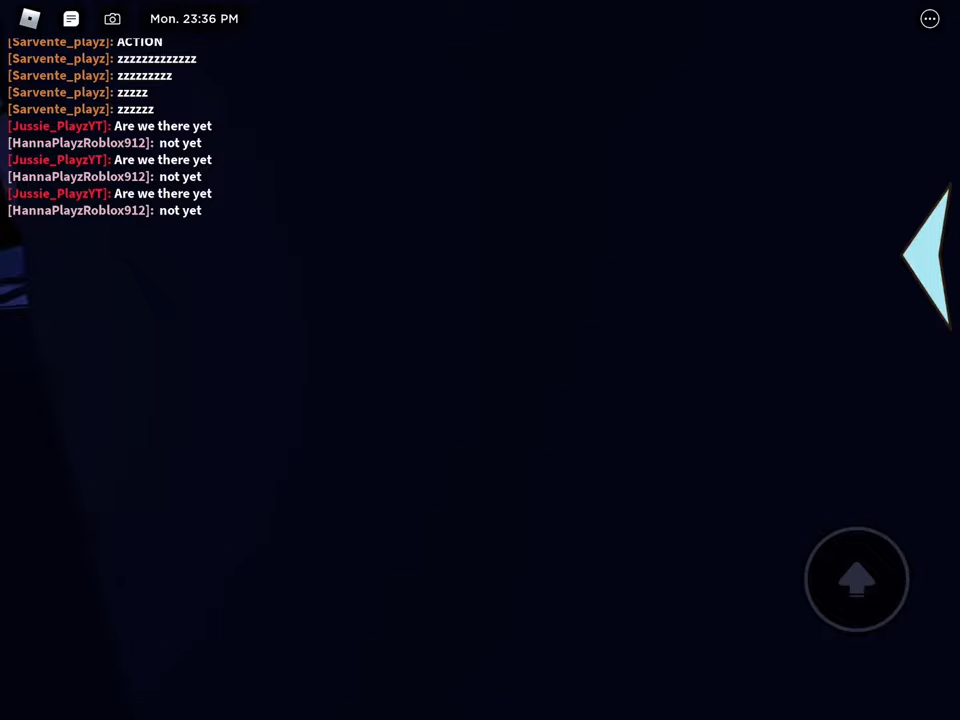 Mon. 23:36 PM
[Sarvente_playz]: ACTION
[Sarvente_playz]: zzzzzzzzzzzzz
[Sarvente_playz]: zzzzzzzzz
[Sarvente_playz]: zzzzz
[Sarvente_playz]: zzzzzz
[Jussie_PlayzYT]: Are we there yet
[HannaPlayzRoblox912]: not yet
[Jussie_PlayzYT]: Are we there yet
[HannaPlayzRoblox912]: not yet
[Jussie_PlayzYT]: Are we there yet
[HannaPlayzRoblox912]: not yet